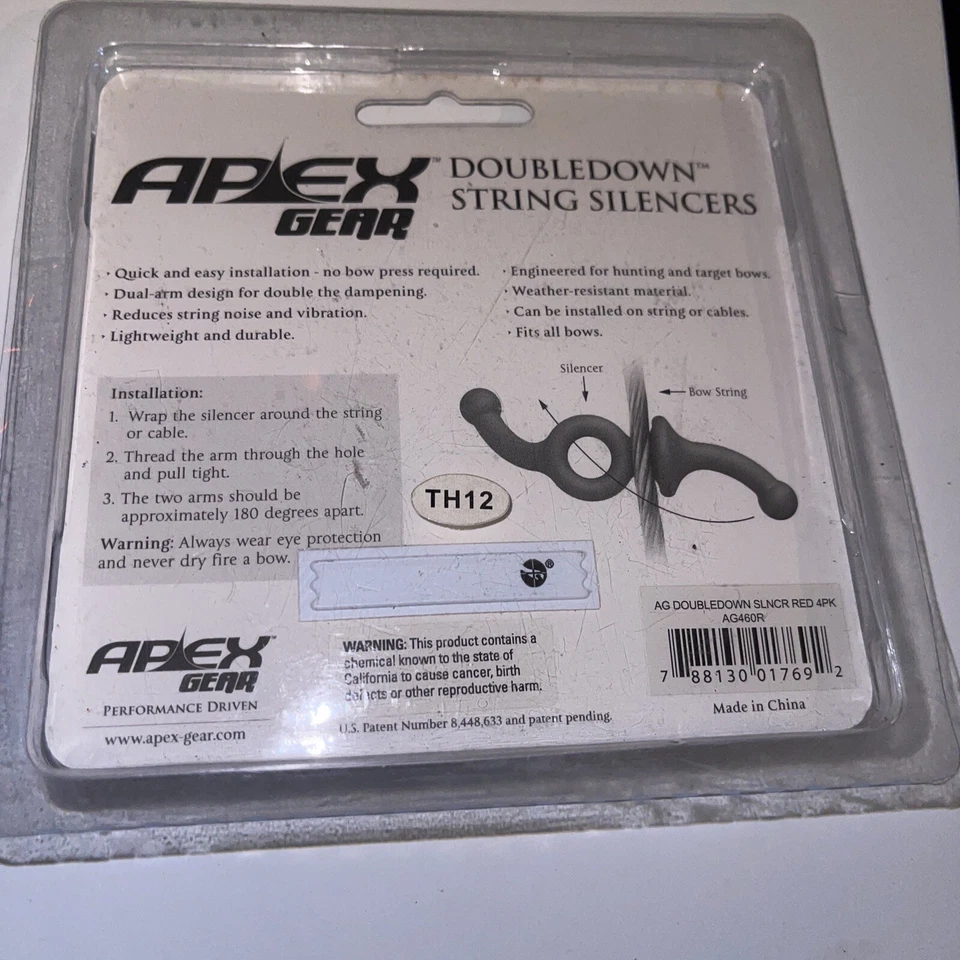 APEX™ GEAR
DOUBLEDOWN™
STRING SILENCERS
· Quick and easy installation - no bow press required.
· Dual-arm design for double the dampening.
· Reduces string noise and vibration.
· Lightweight and durable.
· Engineered for hunting and target bows.
· Weather-resistant material.
· Can be installed on string or cables.
· Fits all bows.
Installation:
1. Wrap the silencer around the string
or cable.
2. Thread the arm through the hole
and pull tight.
3. The two arms should be
approximately 180 degrees apart.
Warning: Always wear eye protection
and never dry fire a bow.
Silencer
Bow String
TH12
®
APEX™
GEAR
PERFORMANCE DRIVEN
www.apex-gear.com
WARNING: This product contains a
chemical known to the state of
California to cause cancer, birth
defects or other reproductive harm.
U.S. Patent Number 8,448,633 and patent pending.
AG DOUBLEDOWN SLNCR RED 4PK
AG460R
7 88130 01769 2
Made in China